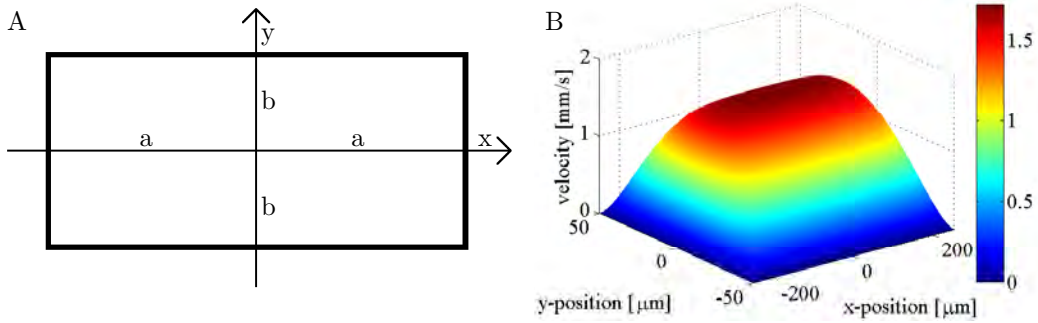 A
y
b
a
a
x
b
B
velocity [mm/s]
2
1
0
50
0
-50
y-position [μm]
-200
0
200
x-position [μm]
1.5
1
0.5
0